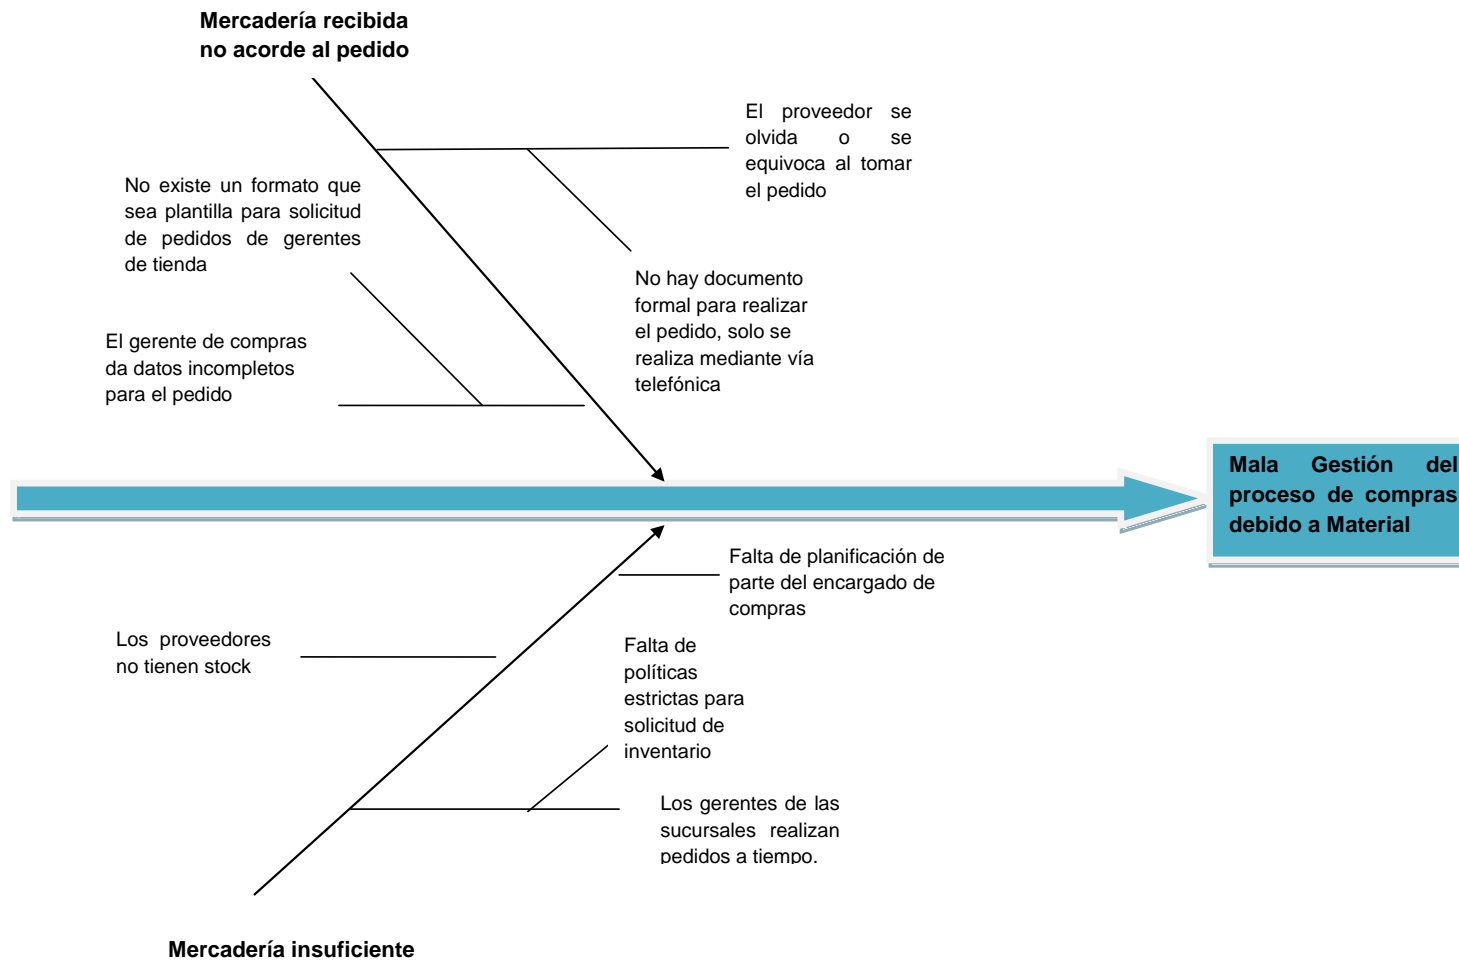 Mercadería recibida
no acorde al pedido
El proveedor se
olvida o se
equivoca al tomar
el pedido
No existe un formato que
sea plantilla para solicitud
de pedidos de gerentes
de tienda
No hay documento
formal para realizar
el pedido, solo se
realiza mediante vía
telefónica
El gerente de compras
da datos incompletos
para el pedido
Mala Gestión del
proceso de compras
debido a Material
Falta de planificación de
parte del encargado de
compras
Los proveedores
no tienen stock
Falta de
políticas
estrictas para
solicitud de
inventario
Los gerentes de las
sucursales realizan
pedidos a tiempo.
Mercadería insuficiente